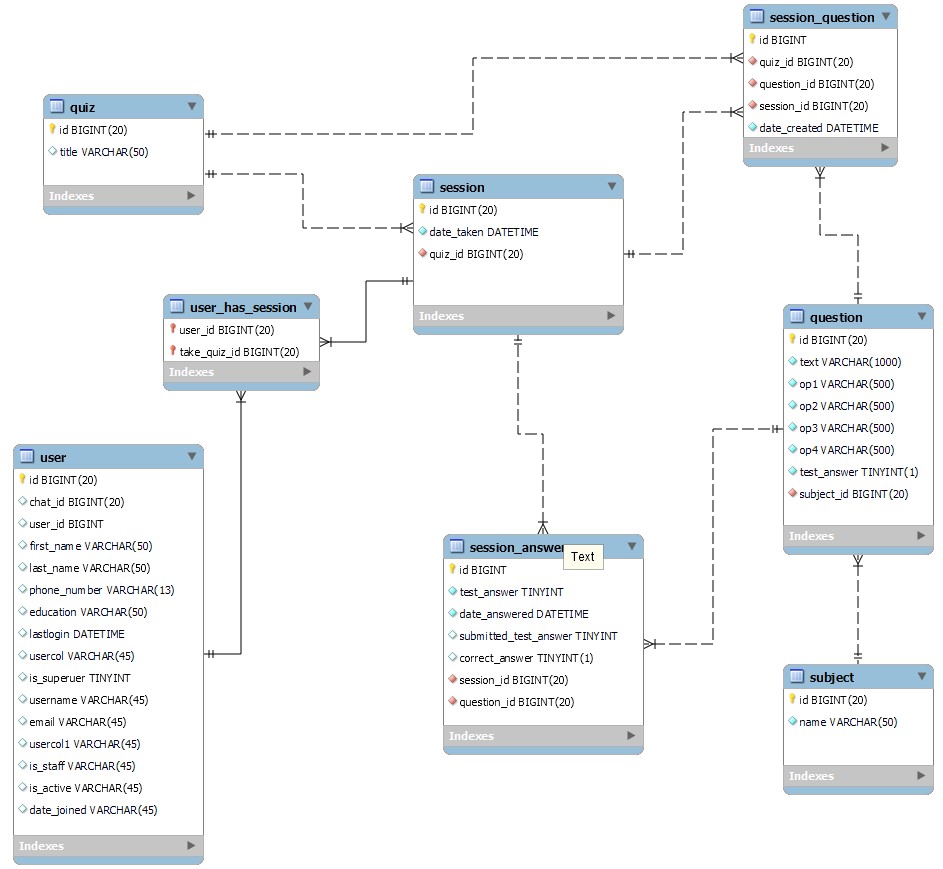 session_question
id BIGINT
quiz_id BIGINT(20)
question_id BIGINT(20)
session_id BIGINT(20)
date_created DATETIME
Indexes
quiz
id BIGINT(20)
title VARCHAR(50)
Indexes
session
id BIGINT(20)
date_taken DATETIME
quiz_id BIGINT(20)
Indexes
user_has_session
user_id BIGINT(20)
take_quiz_id BIGINT(20)
Indexes
question
id BIGINT(20)
text VARCHAR(1000)
op1 VARCHAR(500)
op2 VARCHAR(500)
op3 VARCHAR(500)
op4 VARCHAR(500)
test_answer TINYINT(1)
subject_id BIGINT(20)
Indexes
user
id BIGINT(20)
chat_id BIGINT(20)
user_id BIGINT
first_name VARCHAR(50)
last_name VARCHAR(50)
phone_number VARCHAR(13)
education VARCHAR(50)
lastlogin DATETIME
usercol VARCHAR(45)
is_superuer TINYINT
username VARCHAR(45)
email VARCHAR(45)
usercol1 VARCHAR(45)
is_staff VARCHAR(45)
is_active VARCHAR(45)
date_joined VARCHAR(45)
Indexes
session_answer
Text
id BIGINT
test_answer TINYINT
date_answered DATETIME
submitted_test_answer TINYINT
correct_answer TINYINT(1)
session_id BIGINT(20)
question_id BIGINT(20)
Indexes
subject
id BIGINT(20)
name VARCHAR(50)
Indexes